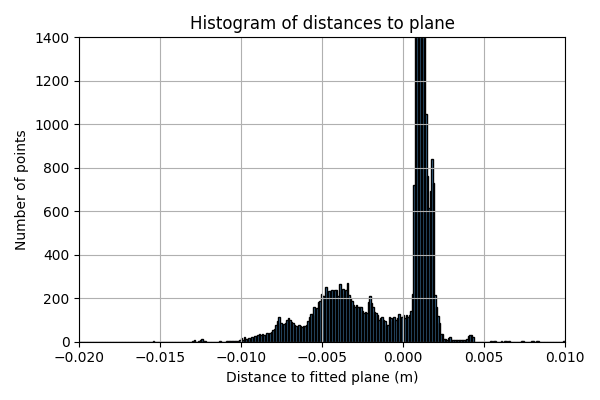 Histogram of distances to plane
1400
1200
1000
800
600
400
200
0
Number of points
−0.020 −0.015 −0.010 −0.005 0.000 0.005 0.010
Distance to fitted plane (m)